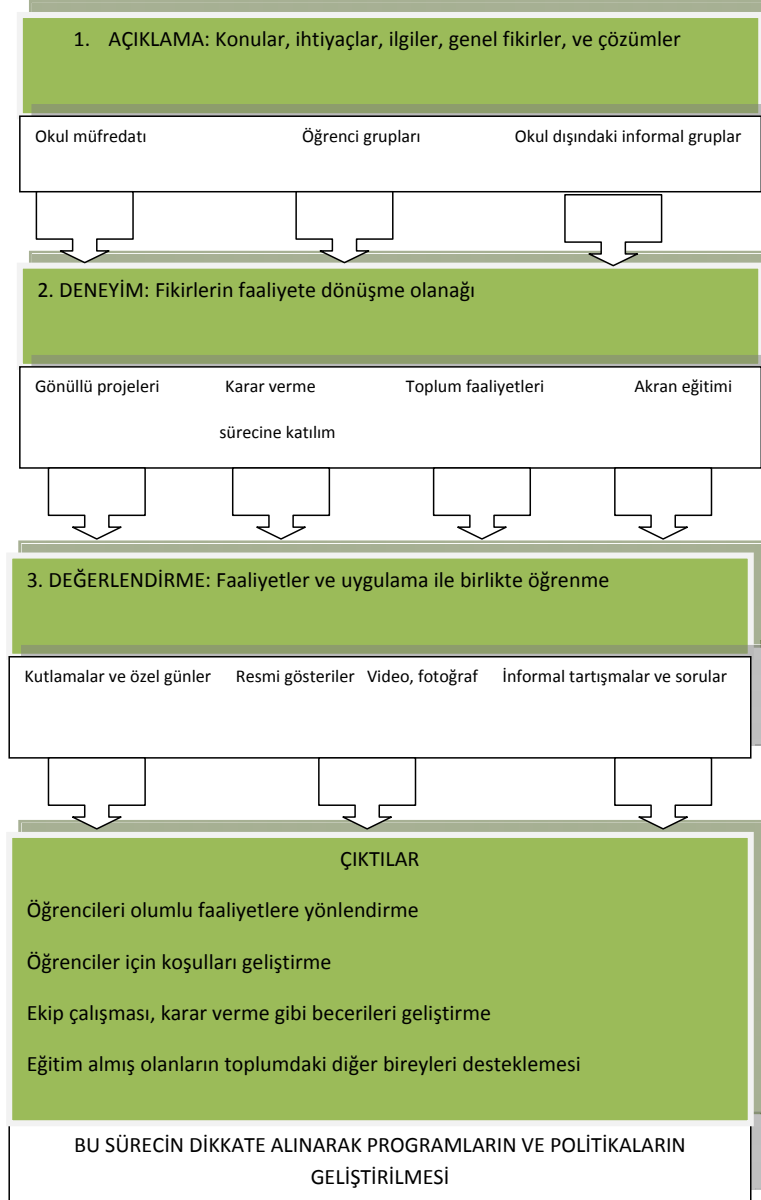 1. AÇIKLAMA: Konular, ihtiyaçlar, ilgiler, genel fikirler, ve çözümler
Okul müfredatı Öğrenci grupları Okul dışındaki informal gruplar
2. DENEYİM: Fikirlerin faaliyete dönüşme olanağı
Gönüllü projeleri Karar verme Toplum faaliyetleri Akran eğitimi
sürecine katılım
3. DEĞERLENDİRME: Faaliyetler ve uygulama ile birlikte öğrenme
Kutlamalar ve özel günler Resmi gösteriler Video, fotoğraf İnformal tartışmalar ve sorular
ÇIKTILAR
Öğrencileri olumlu faaliyetlere yönlendirme
Öğrenciler için koşulları geliştirme
Ekip çalışması, karar verme gibi becerileri geliştirme
Eğitim almış olanların toplumdaki diğer bireyleri desteklemesi
BU SÜRECİN DİKKATE ALINARAK PROGRAMLARIN VE POLİTİKALARIN
GELİŞTİRİLMESİ